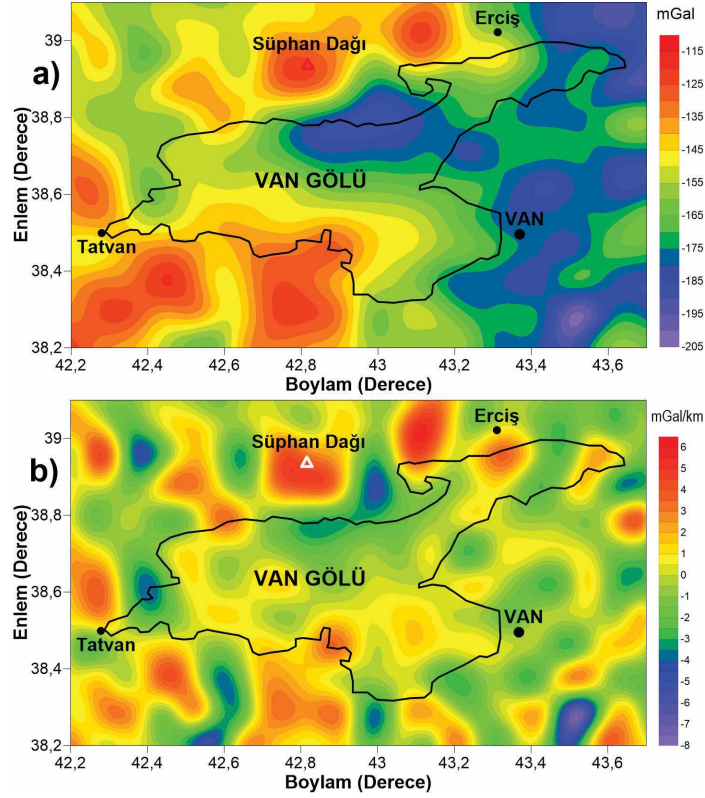 mGal
Erciş
39
Süphan Dağı
a)
-115
38,8
-125
-135
Enlem (Derece)
-145
38.6
VAN GÖLÜ
-155
VAN
-165
Tatvan
38,4
-175
-185
-195
38,2
-205
42,2
42,4
42,6
42,8
43
43,2
43,4
43,6
Boylam (Derece)
mGal/km
Erciş
39
Süphan Dağı
b)
6
5
38,8
4
3
2
Enlem (Derece)
1
38,6
VAN GÖLÜ
0
-1
VAN
-2
Tatvan
-3
38,4
-4
-5
-6
-7
38,2
-8
42,2
42,4
42,6
42,8
43
43,2
43,4
43,6
Boylam (Derece)